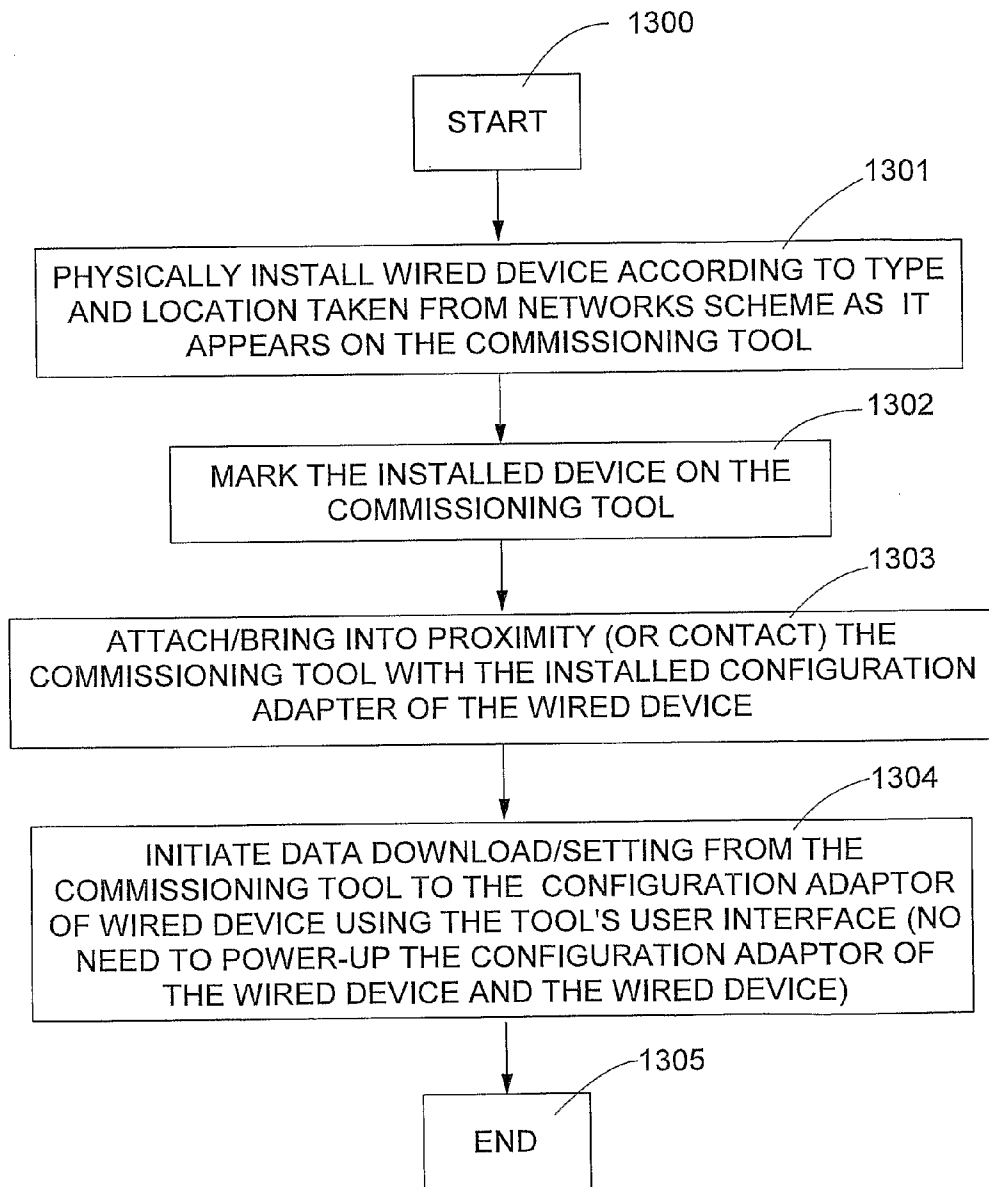 1300
START
1301
PHYSICALLY INSTALL WIRED DEVICE ACCORDING TO TYPE
AND LOCATION TAKEN FROM NETWORKS SCHEME AS IT
APPEARS ON THE COMMISSIONING TOOL
1302
MARK THE INSTALLED DEVICE ON THE
COMMISSIONING TOOL
1303
ATTACH/BRING INTO PROXIMITY (OR CONTACT) THE
COMMISSIONING TOOL WITH THE INSTALLED CONFIGURATION
ADAPTER OF THE WIRED DEVICE
1304
INITIATE DATA DOWNLOAD/SETTING FROM THE
COMMISSIONING TOOL TO THE CONFIGURATION ADAPTOR
OF WIRED DEVICE USING THE TOOL'S USER INTERFACE (NO
NEED TO POWER-UP THE CONFIGURATION ADAPTOR OF
THE WIRED DEVICE AND THE WIRED DEVICE)
1305
END